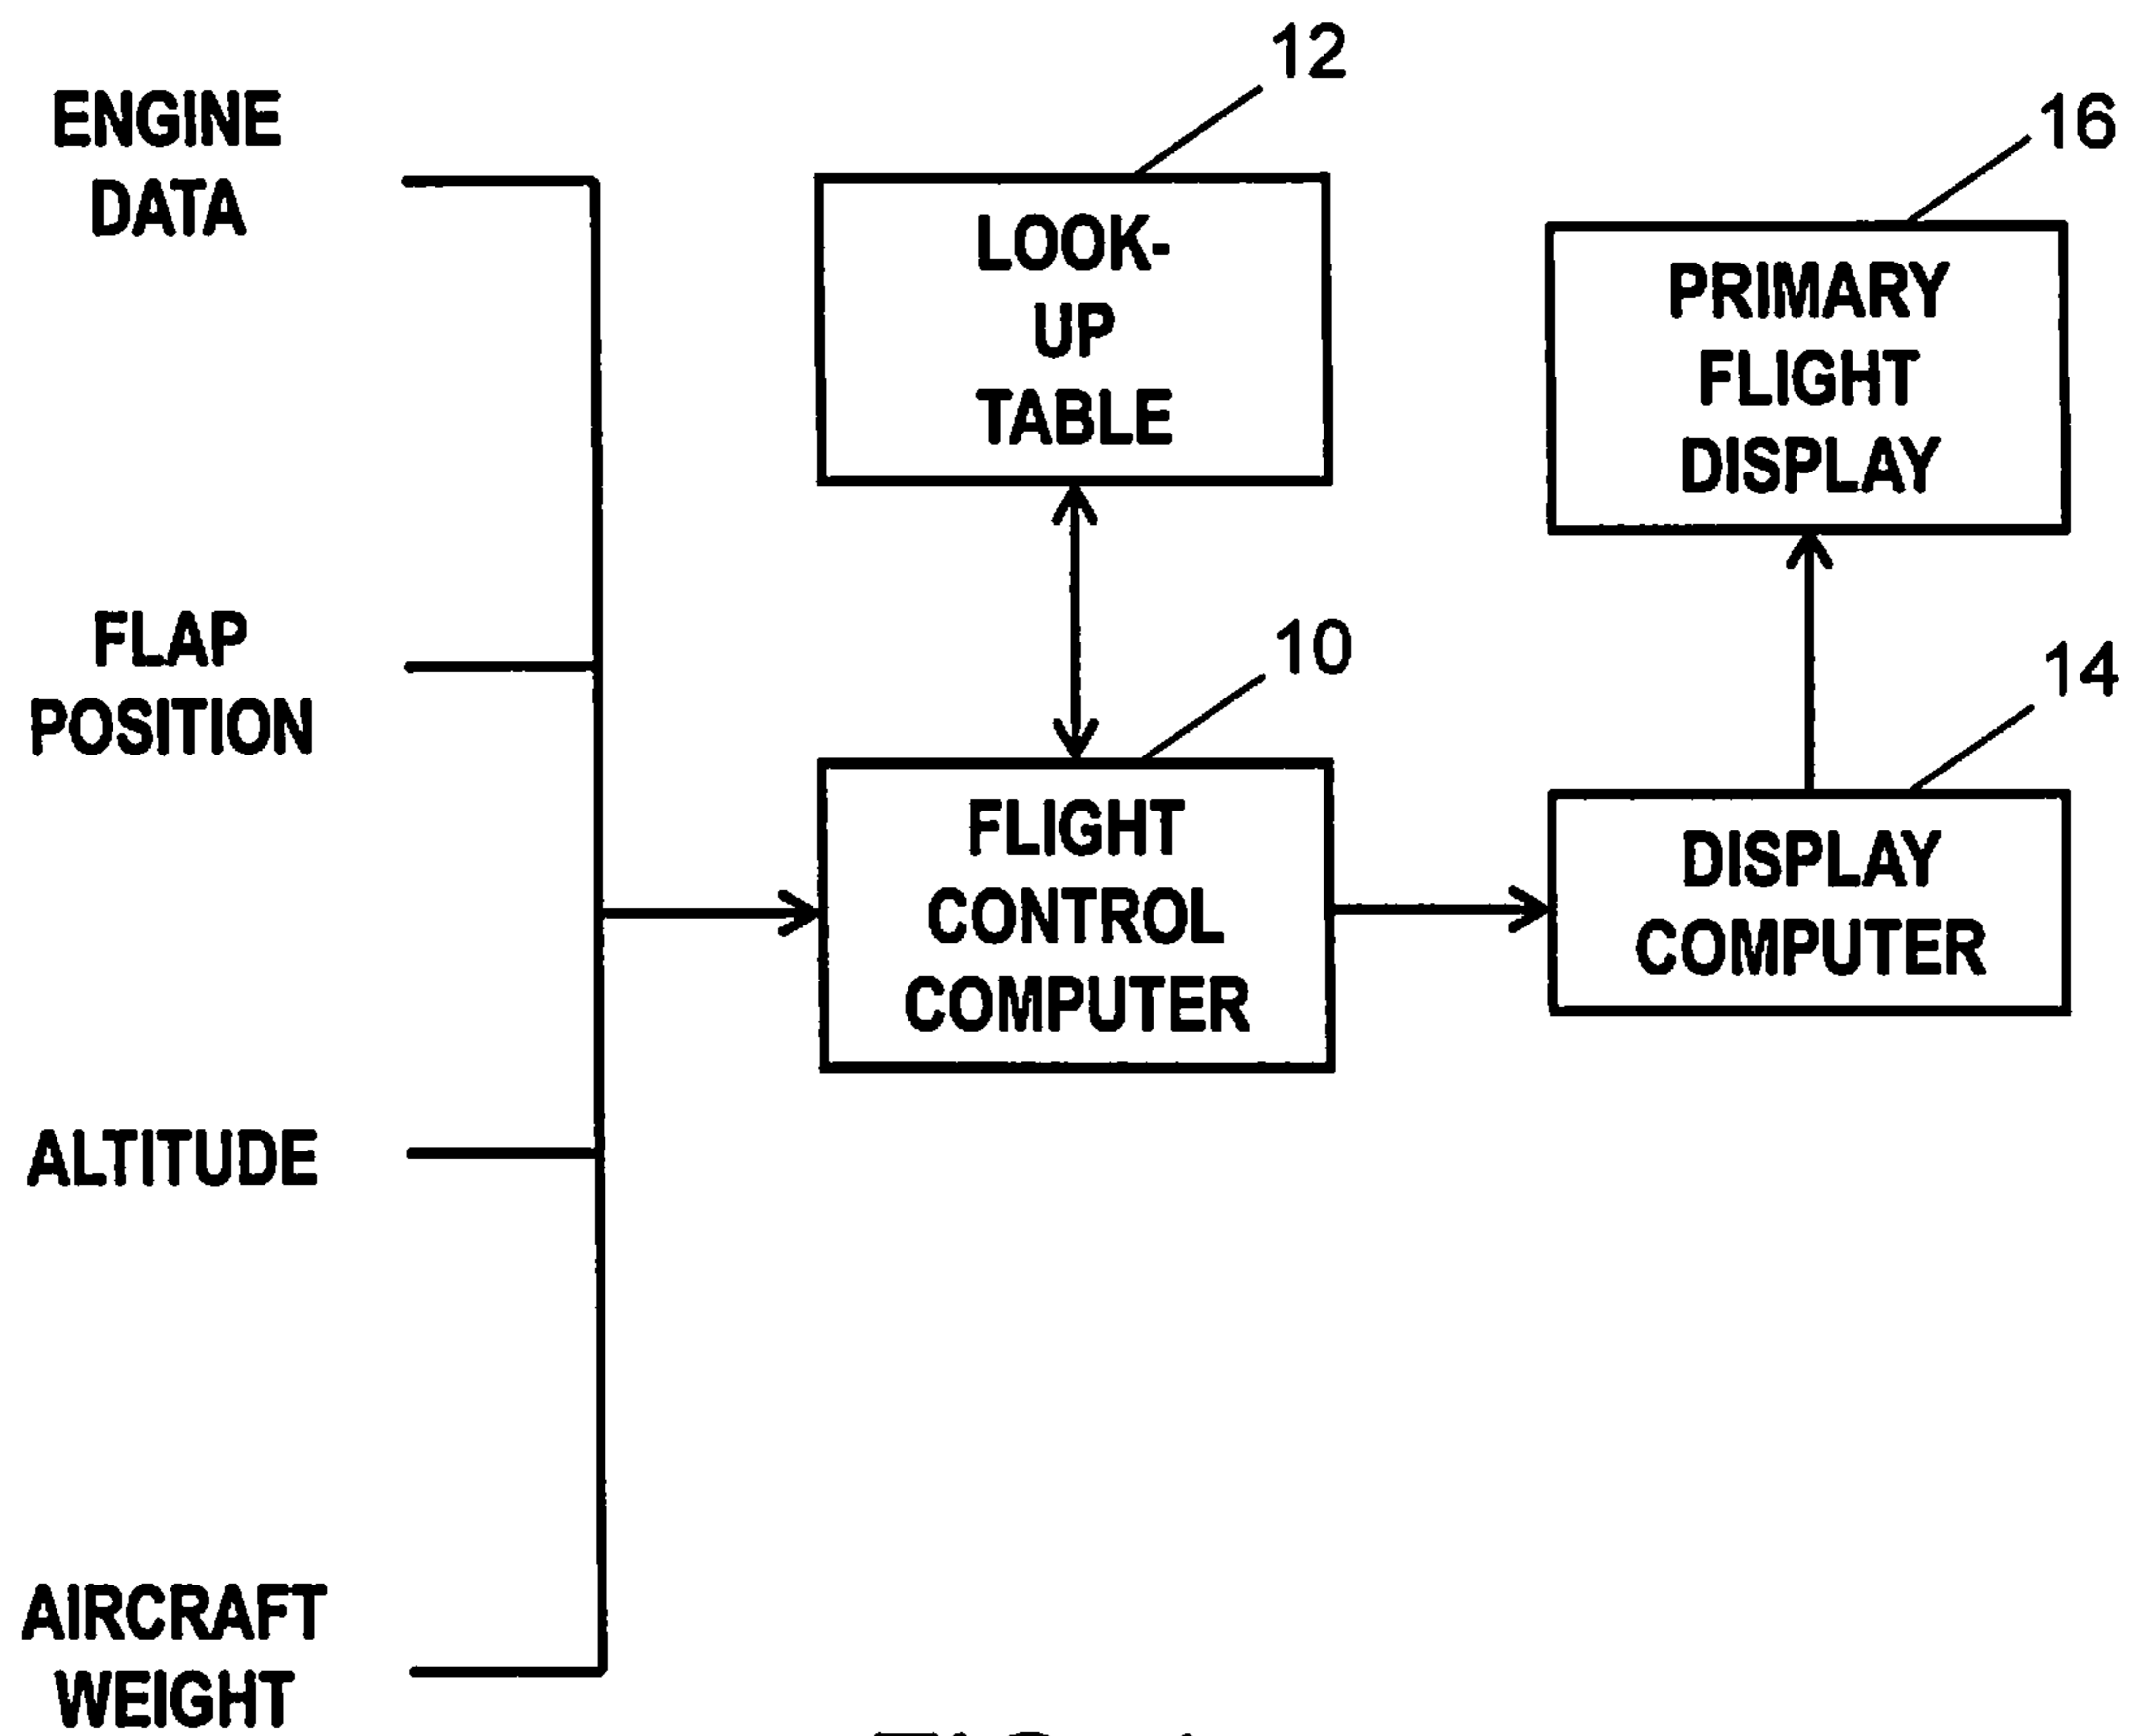 ENGINE
DATA
FLAP
POSITION
ALTITUDE
AIRCRAFT
WEIGHT
12
LOOK-
UP
TABLE
10
FLIGHT
CONTROL
COMPUTER
16
PRIMARY
FLIGHT
DISPLAY
14
DISPLAY
COMPUTER